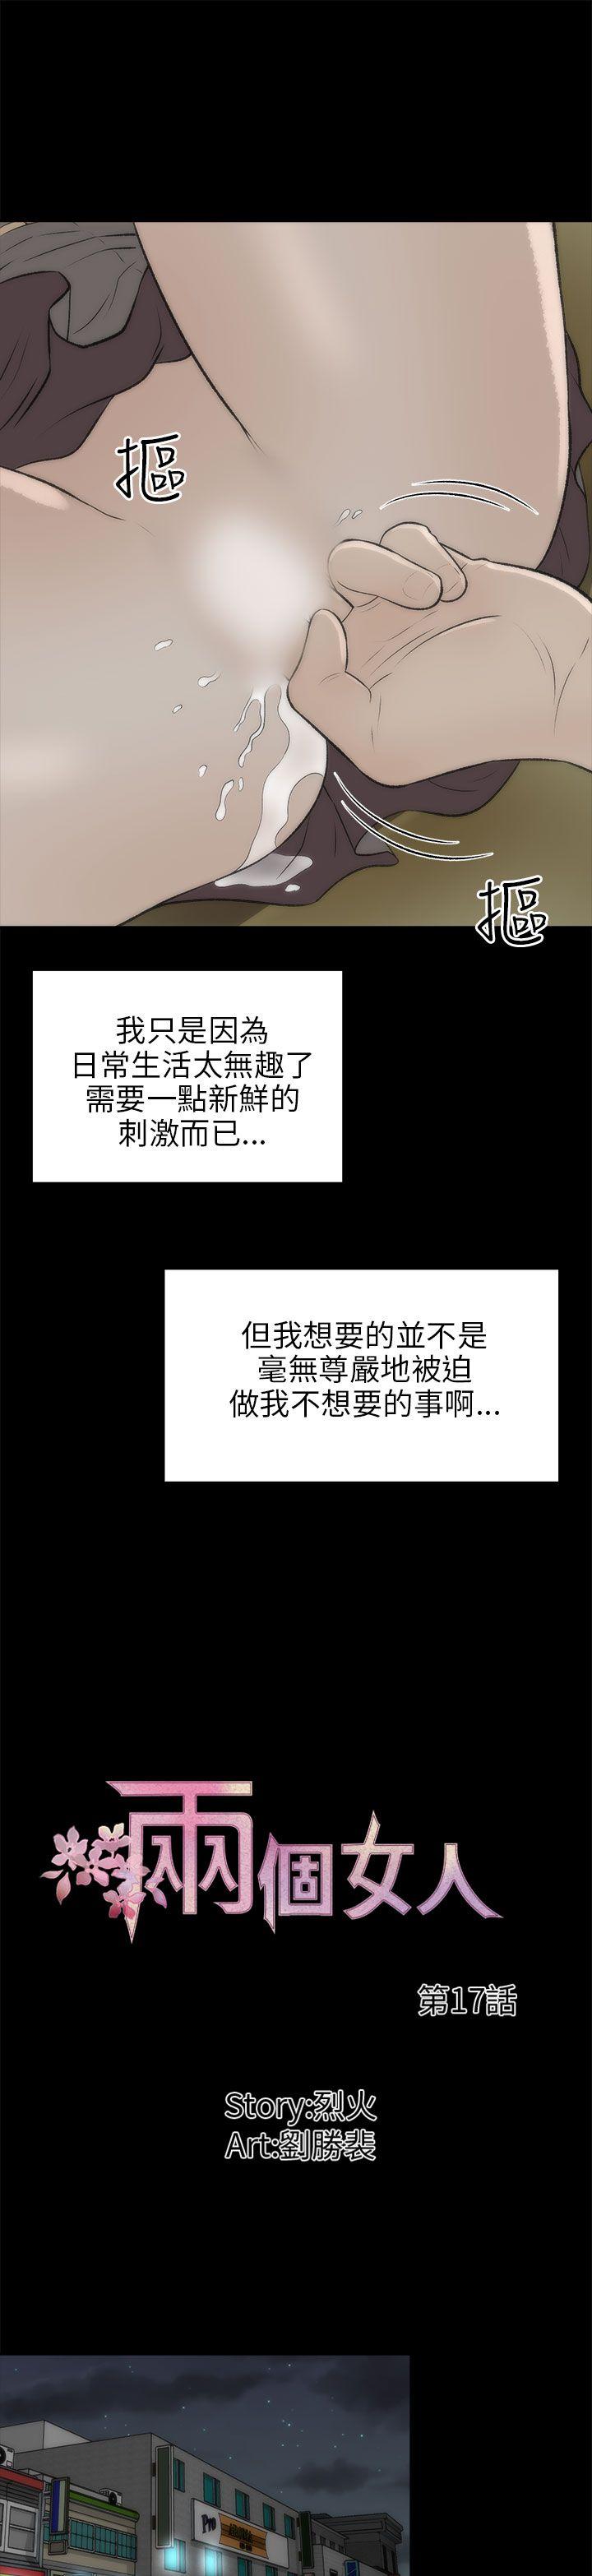 摳
摳
我只是因為
日常生活太無趣了
需要一點新鮮的
刺激而已...
但我想要的並不是
毫無尊嚴地被迫
做我不想要的事啊...
兩個女人
第17話
Story:烈火
Art:劉勝裴
Pro